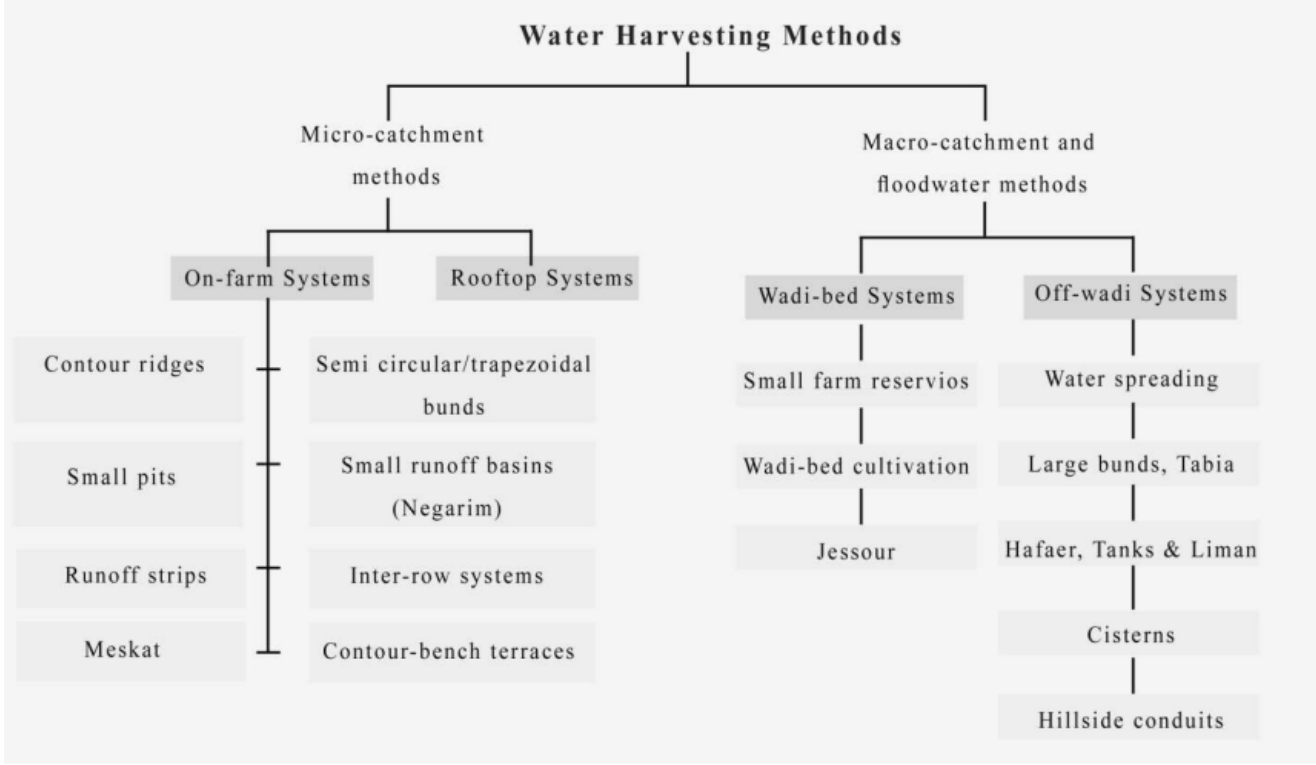 Water Harvesting Methods
Micro-catchment
methods
Macro-catchment and
floodwater methods
On-farm Systems
Rooftop Systems
Wadi-bed Systems
Off-wadi Systems
Contour ridges
Semi circular/trapezoidal
bunds
Small pits
Small runoff basins
(Negarim)
Runoff strips
Inter-row systems
Meskat
Contour-bench terraces
Small farm reservios
Wadi-bed cultivation
Jessour
Water spreading
Large bunds, Tabia
Hafaer, Tanks & Liman
Cisterns
Hillside conduits